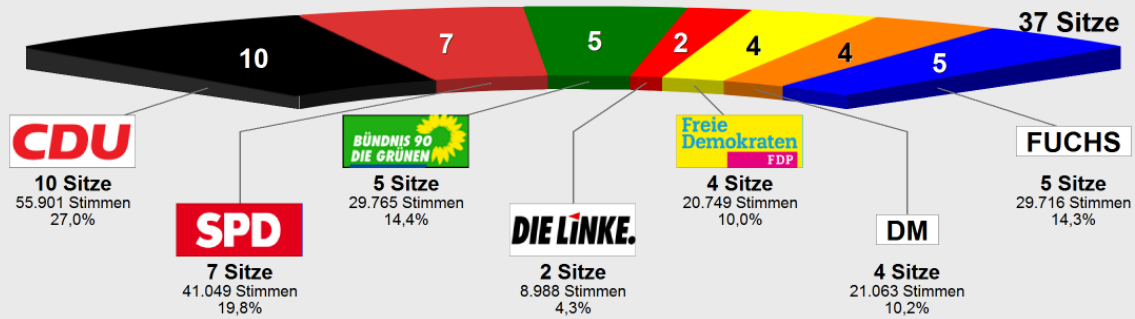 37 Sitze
10
7
5
2
4
4
5
CDU
10 Sitze
55.901 Stimmen
27,0%
SPD
7 Sitze
41.049 Stimmen
19,8%
BÜNDNIS 90
DIE GRÜNEN
5 Sitze
29.765 Stimmen
14,4%
DIE LINKE.
2 Sitze
8.988 Stimmen
4,3%
Freie
Demokraten
FDP
4 Sitze
20.749 Stimmen
10,0%
DM
4 Sitze
21.063 Stimmen
10,2%
FUCHS
5 Sitze
29.716 Stimmen
14,3%